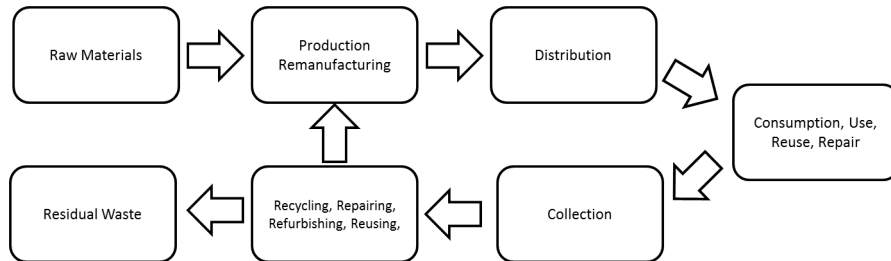 Raw Materials
Production
Remanufacturing
Distribution
Consumption, Use,
Reuse, Repair
Residual Waste
Recycling, Repairing,
Refurbishing, Reusing,
Collection